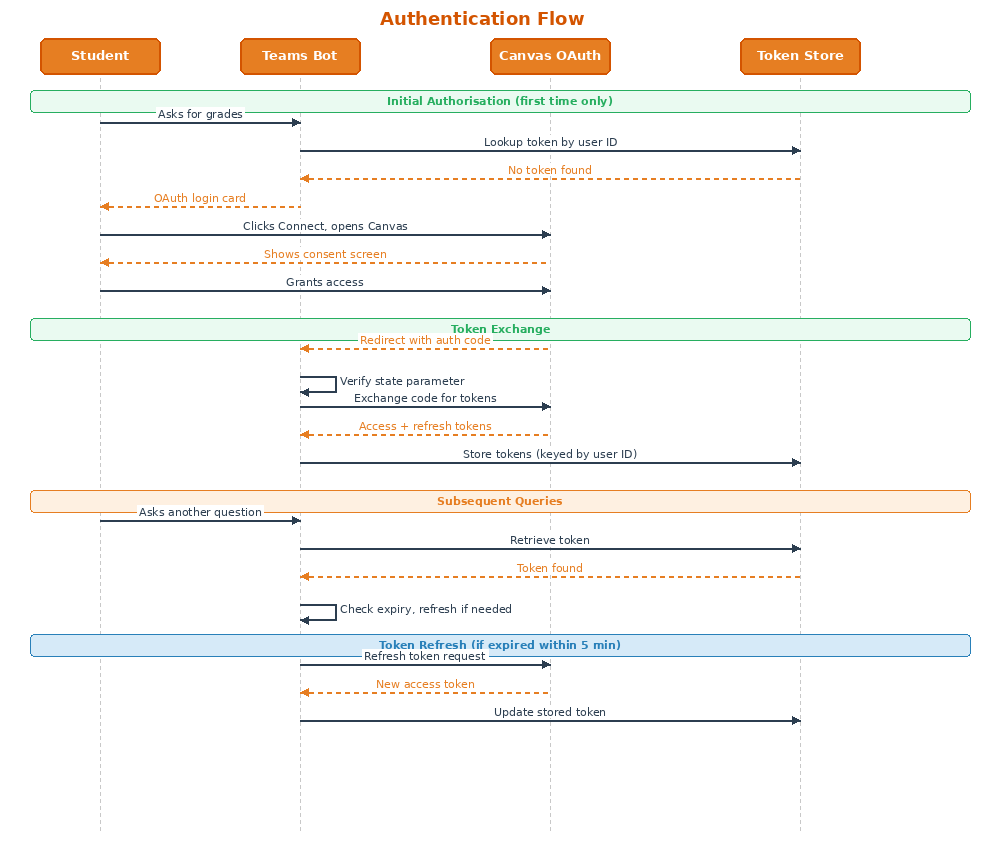 Authentication Flow
Student
Teams Bot
Canvas OAuth
Token Store
Initial Authorisation (first time only)
Asks for grades
Lookup token by user ID
No token found
OAuth login card
Clicks Connect, opens Canvas
Shows consent screen
Grants access
Token Exchange
Redirect with auth code
Verify state parameter
Exchange code for tokens
Access + refresh tokens
Store tokens (keyed by user ID)
Subsequent Queries
Asks another question
Retrieve token
Token found
Check expiry, refresh if needed
Token Refresh (if expired within 5 min)
Refresh token request
New access token
Update stored token